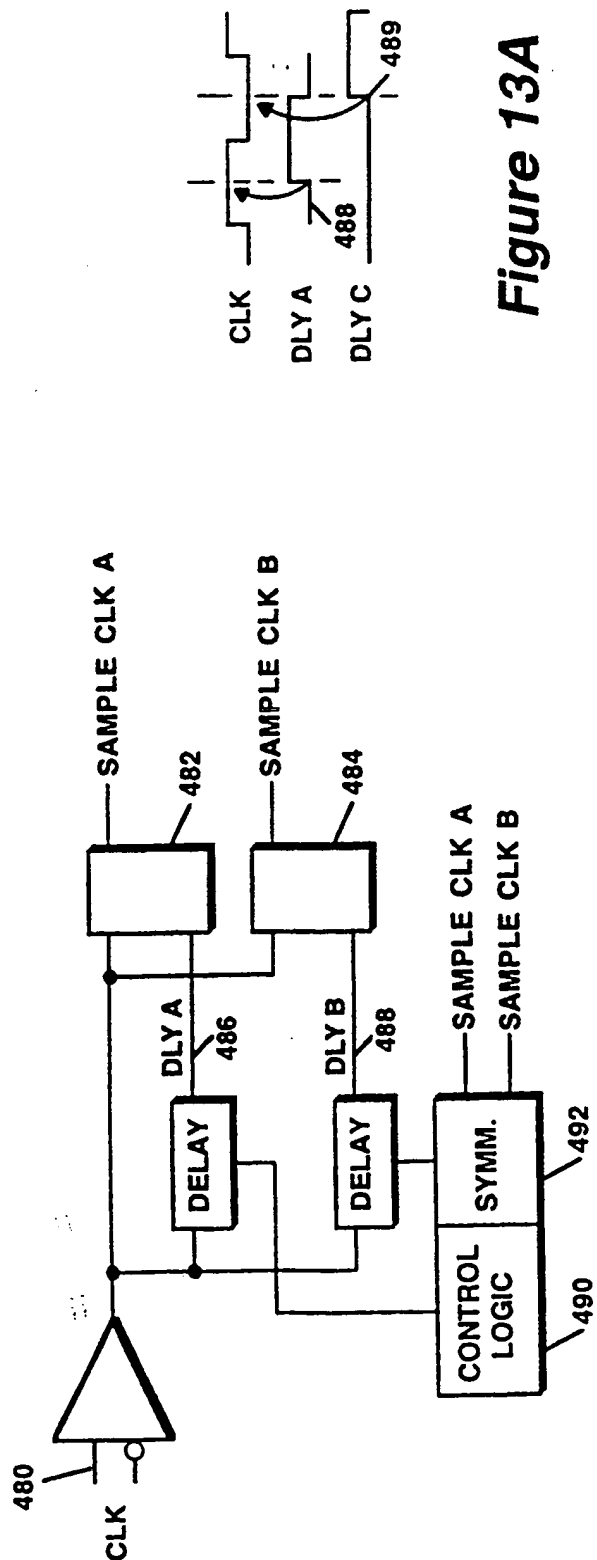 480
CLK
DLY A
486
DELAY
482
SAMPLE CLK A
SAMPLE CLK B
484
DLY B
488
DELAY
CONTROL
LOGIC
SYMM.
490
492
SAMPLE CLK A
SAMPLE CLK B
CLK
DLY A
DLY C
488
489
Figure 13A